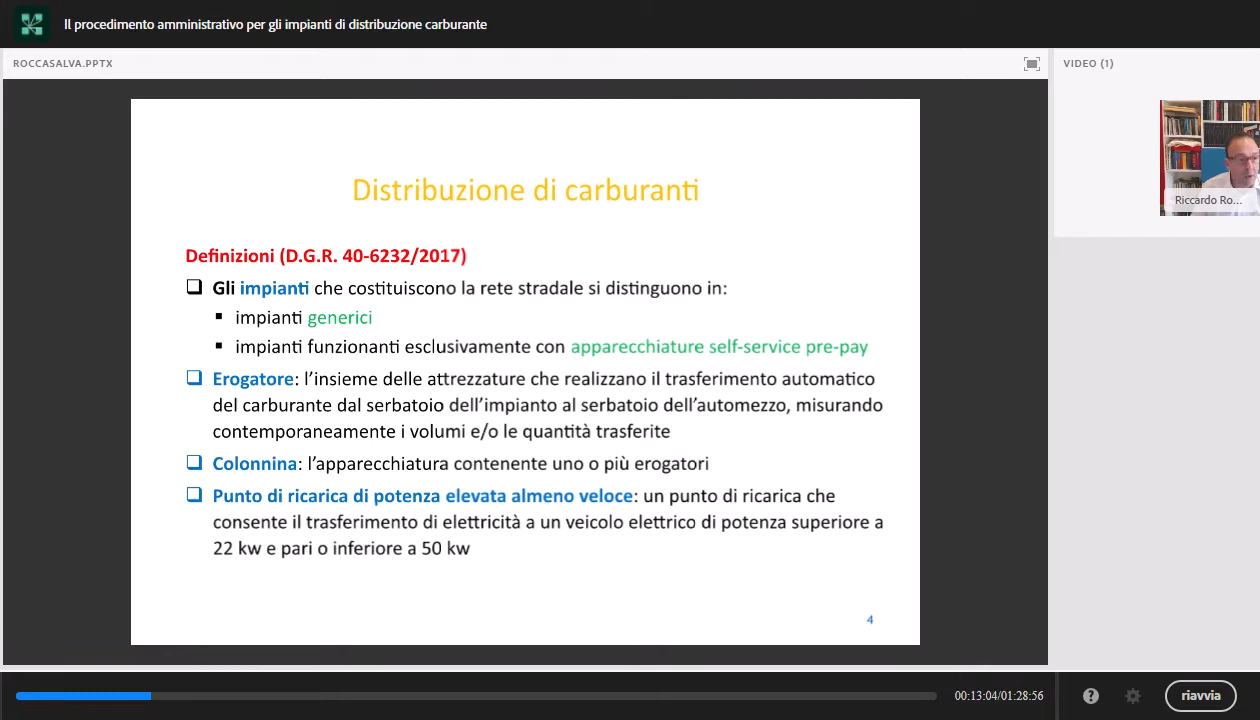 Il procedimento amministrativo per gli impianti di distribuzione carburante
ROCCASALVA.PPTX
VIDEO (1)
Distribuzione di carburanti
Definizioni (D.G.R. 40-6232/2017)
Gli impianti che costituiscono la rete stradale si distinguono in:
impianti generici
impianti funzionanti esclusivamente con apparecchiature self-service pre-pay
Erogatore: l'insieme delle attrezzature che realizzano il trasferimento automatico
del carburante dal serbatoio dell'impianto al serbatoio dell'automezzo, misurando
contemporaneamente i volumi e/o le quantità trasferite
Colonnina: l'apparecchiatura contenente uno o più erogatori
Punto di ricarica di potenza elevata almeno veloce: un punto di ricarica che
consente il trasferimento di elettricità a un veicolo elettrico di potenza superiore a
22 kw e pari o inferiore a 50 kw
4
Riccardo Ro...
00:13:04/01:28:56
?
riavvia